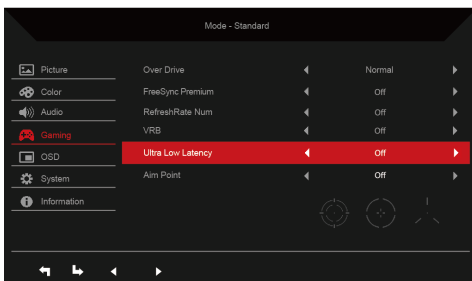 Mode - Standard
Picture
Over Drive Normal
Color
FreeSync Premium Off
Audio
RefreshRate Num Off
Gaming
VRB Off
OSD
Ultra Low Latency Off
System
Aim Point Off
Information